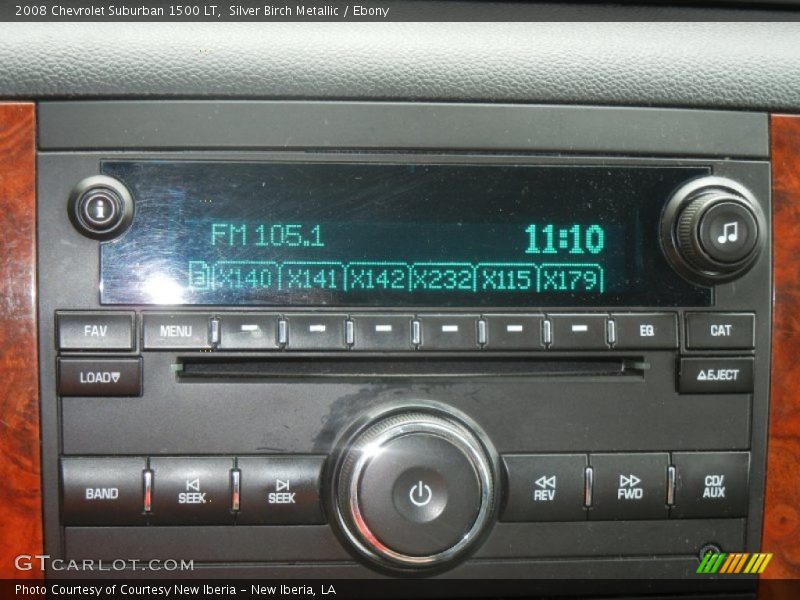 2008 Chevrolet Suburban 1500 LT, Silver Birch Metallic / Ebony
i
FM 105.1 11:10
3 X140 X141 X142 X232 X115 X179
FAV MENU EQ CAT
LOAD EJECT
BAND SEEK SEEK REV FWD CD/AUX
GTCARLOT.COM
Photo Courtesy of Courtesy New Iberia - New Iberia, LA